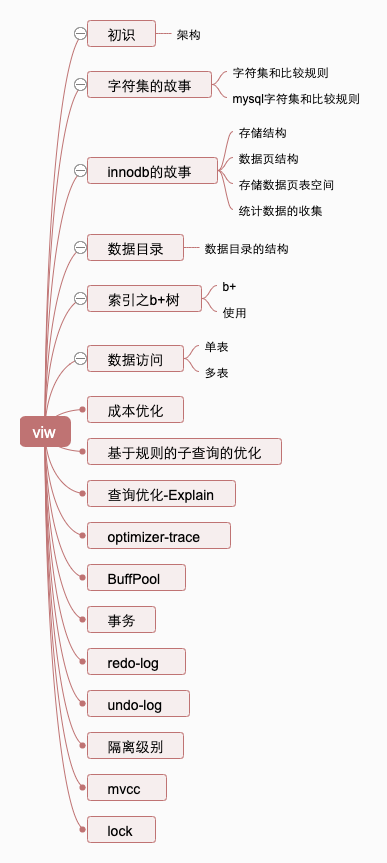 初识
架构
字符集的故事
字符集和比较规则
mysql字符集和比较规则
innodb的故事
存储结构
数据页结构
存储数据页表空间
统计数据的收集
数据目录
数据目录的结构
索引之b+树
b+
使用
数据访问
单表
多表
viw
成本优化
基于规则的子查询的优化
查询优化-Explain
optimizer-trace
BuffPool
事务
redo-log
undo-log
隔离级别
mvcc
lock